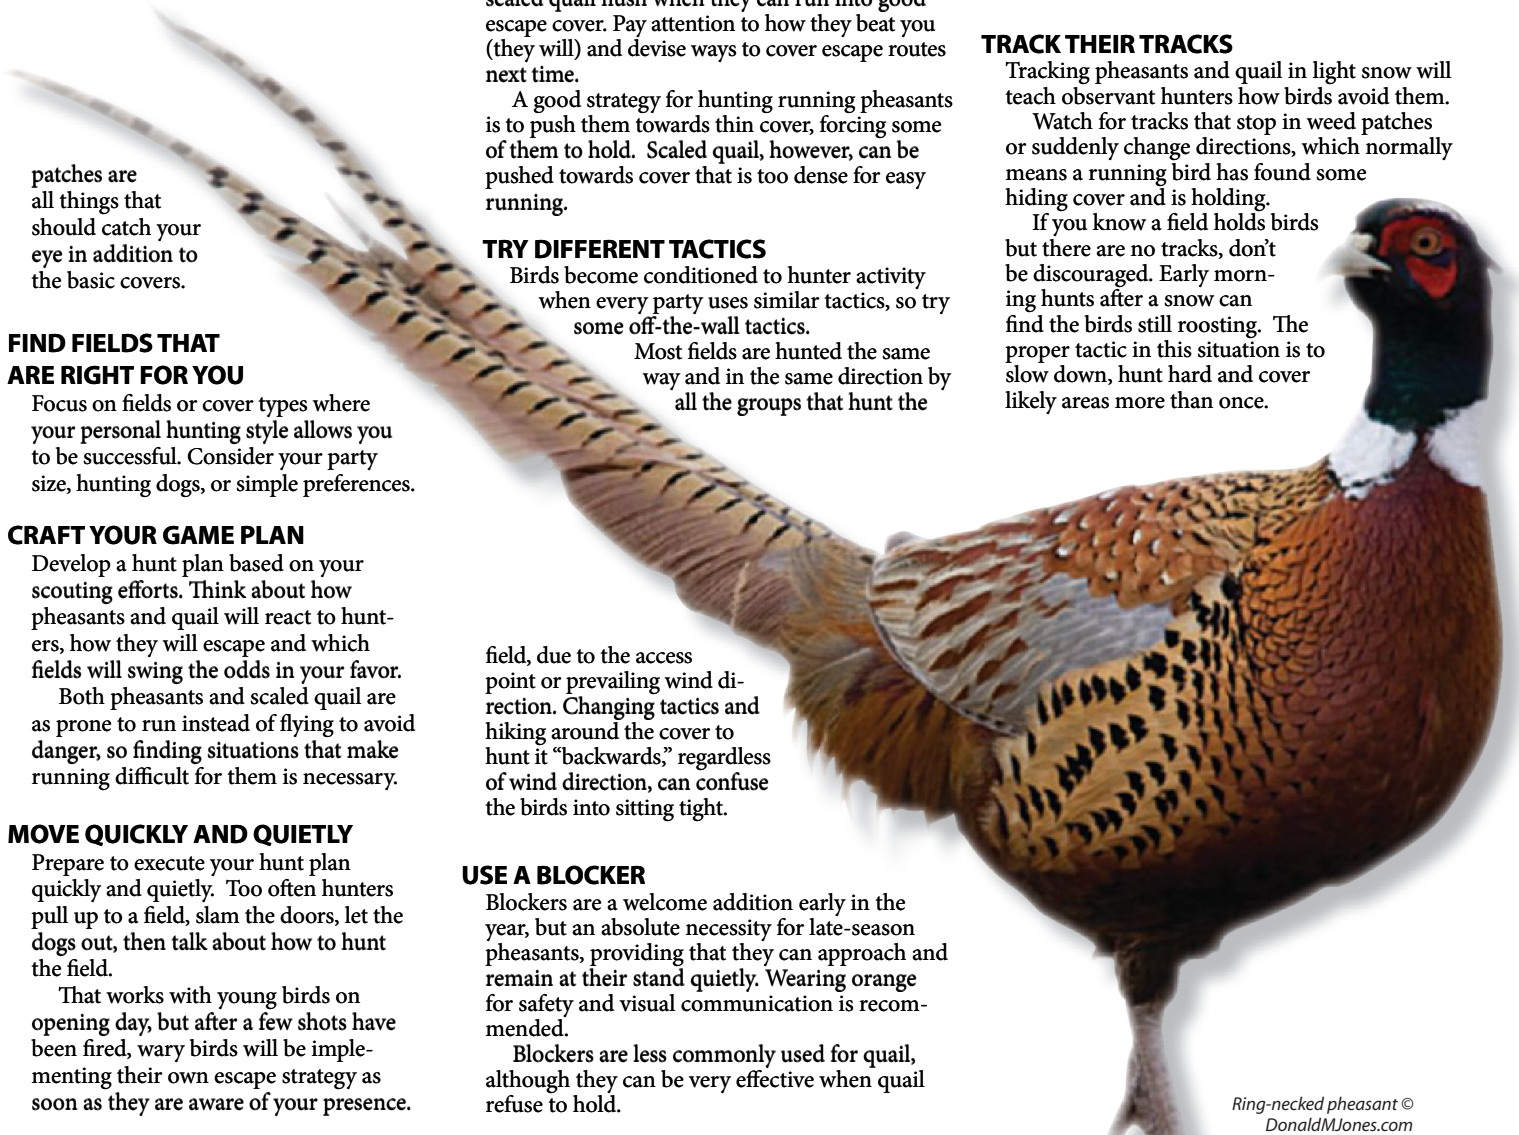 patches are
all things that
should catch your
eye in addition to
the basic covers.
FIND FIELDS THAT
ARE RIGHT FOR YOU
Focus on fields or cover types where
your personal hunting style allows you
to be successful. Consider your party
size, hunting dogs, or simple preferences.
CRAFT YOUR GAME PLAN
Develop a hunt plan based on your
scouting efforts. Think about how
pheasants and quail will react to hunt-
ers, how they will escape and which
fields will swing the odds in your favor.
Both pheasants and scaled quail are
as prone to run instead of flying to avoid
danger, so finding situations that make
running difficult for them is necessary.
MOVE QUICKLY AND QUIETLY
Prepare to execute your hunt plan
quickly and quietly.  Too often hunters
pull up to a field, slam the doors, let the
dogs out, then talk about how to hunt
the field.
That works with young birds on
opening day, but after a few shots have
been fired, wary birds will be imple-
menting their own escape strategy as
soon as they are aware of your presence.
scaled quail flush when they can run into good
escape cover. Pay attention to how they beat you
(they will) and devise ways to cover escape routes
next time.
A good strategy for hunting running pheasants
is to push them towards thin cover, forcing some
of them to hold.  Scaled quail, however, can be
pushed towards cover that is too dense for easy
running.
TRY DIFFERENT TACTICS
Birds become conditioned to hunter activity
when every party uses similar tactics, so try
some off-the-wall tactics.
Most fields are hunted the same
way and in the same direction by
all the groups that hunt the
field, due to the access
point or prevailing wind di-
rection. Changing tactics and
hiking around the cover to
hunt it “backwards,” regardless
of wind direction, can confuse
the birds into sitting tight.
USE A BLOCKER
Blockers are a welcome addition early in the
year, but an absolute necessity for late-season
pheasants, providing that they can approach and
remain at their stand quietly. Wearing orange
for safety and visual communication is recom-
mended.
Blockers are less commonly used for quail,
although they can be very effective when quail
refuse to hold.
TRACK THEIR TRACKS
Tracking pheasants and quail in light snow will
teach observant hunters how birds avoid them.
Watch for tracks that stop in weed patches
or suddenly change directions, which normally
means a running bird has found some
hiding cover and is holding.
If you know a field holds birds
but there are no tracks, don’t
be discouraged. Early morn-
ing hunts after a snow can
find the birds still roosting.  The
proper tactic in this situation is to
slow down, hunt hard and cover
likely areas more than once.
Ring-necked pheasant ©
DonaldMJones.com